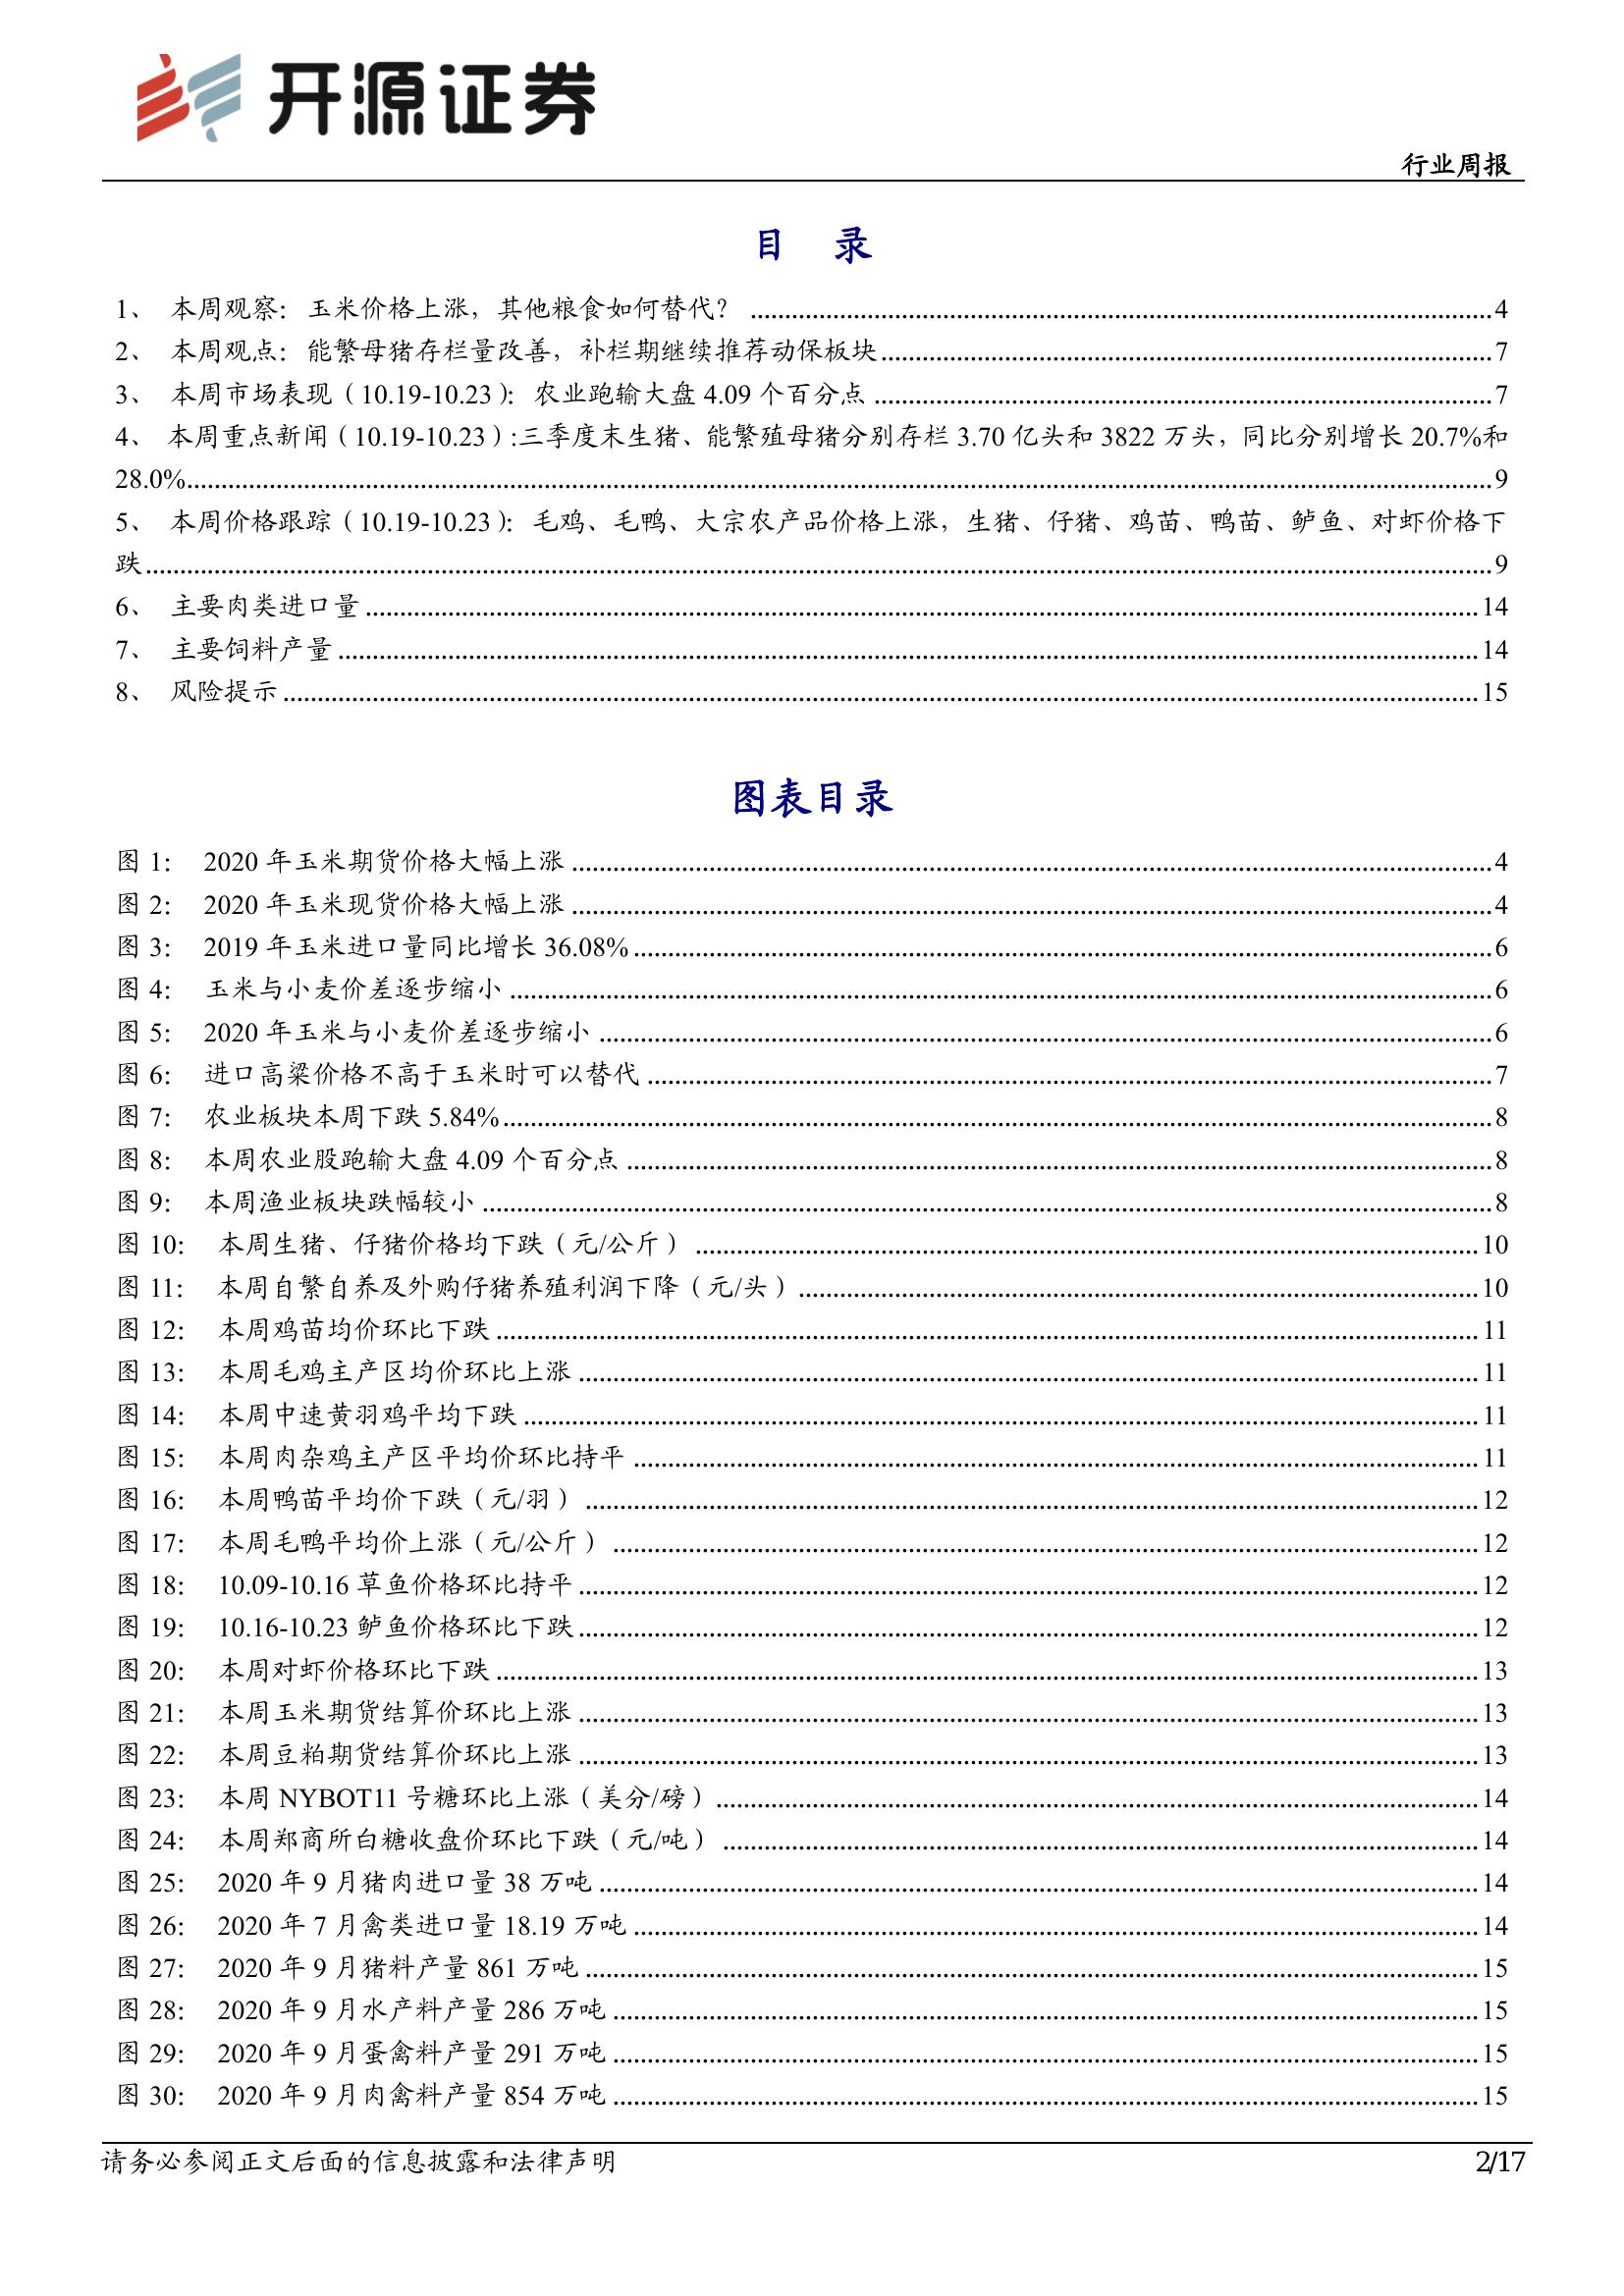 开源证券
行业周报
目 录
1、 本周观察：玉米价格上涨，其他粮食如何替代？ 4
2、 本周观点：能繁母猪存栏量改善，补栏期继续推荐动保板块 7
3、 本周市场表现（10.19-10.23）：农业跑输大盘 4.09 个百分点 7
4、 本周重点新闻（10.19-10.23）:三季度末生猪、能繁殖母猪分别存栏 3.70 亿头和 3822 万头，同比分别增长 20.7%和
28.0% 9
5、 本周价格跟踪（10.19-10.23）：毛鸡、毛鸭、大宗农产品价格上涨，生猪、仔猪、鸡苗、鸭苗、鲈鱼、对虾价格下
跌 9
6、 主要肉类进口量 14
7、 主要饲料产量 14
8、 风险提示 15
图表目录
图 1： 2020 年玉米期货价格大幅上涨 4
图 2： 2020 年玉米现货价格大幅上涨 4
图 3： 2019 年玉米进口量同比增长 36.08% 6
图 4： 玉米与小麦价差逐步缩小 6
图 5： 2020 年玉米与小麦价差逐步缩小 6
图 6： 进口高粱价格不高于玉米时可以替代 7
图 7： 农业板块本周下跌 5.84% 8
图 8： 本周农业股跑输大盘 4.09 个百分点 8
图 9： 本周渔业板块跌幅较小 8
图 10： 本周生猪、仔猪价格均下跌（元/公斤） 10
图 11： 本周自繁自养及外购仔猪养殖利润下降（元/头） 10
图 12： 本周鸡苗均价环比下跌 11
图 13： 本周毛鸡主产区均价环比上涨 11
图 14： 本周中速黄羽鸡平均下跌 11
图 15： 本周肉杂鸡主产区平均价环比持平 11
图 16： 本周鸭苗平均价下跌（元/羽） 12
图 17： 本周毛鸭平均价上涨（元/公斤） 12
图 18： 10.09-10.16 草鱼价格环比持平 12
图 19： 10.16-10.23 鲈鱼价格环比下跌 12
图 20： 本周对虾价格环比下跌 13
图 21： 本周玉米期货结算价环比上涨 13
图 22： 本周豆粕期货结算价环比上涨 13
图 23： 本周 NYBOT11 号糖环比上涨（美分/磅） 14
图 24： 本周郑商所白糖收盘价环比下跌（元/吨） 14
图 25： 2020 年 9 月猪肉进口量 38 万吨 14
图 26： 2020 年 7 月禽类进口量 18.19 万吨 14
图 27： 2020 年 9 月猪料产量 861 万吨 15
图 28： 2020 年 9 月水产料产量 286 万吨 15
图 29： 2020 年 9 月蛋禽料产量 291 万吨 15
图 30： 2020 年 9 月肉禽料产量 854 万吨 15
请务必参阅正文后面的信息披露和法律声明
2/17